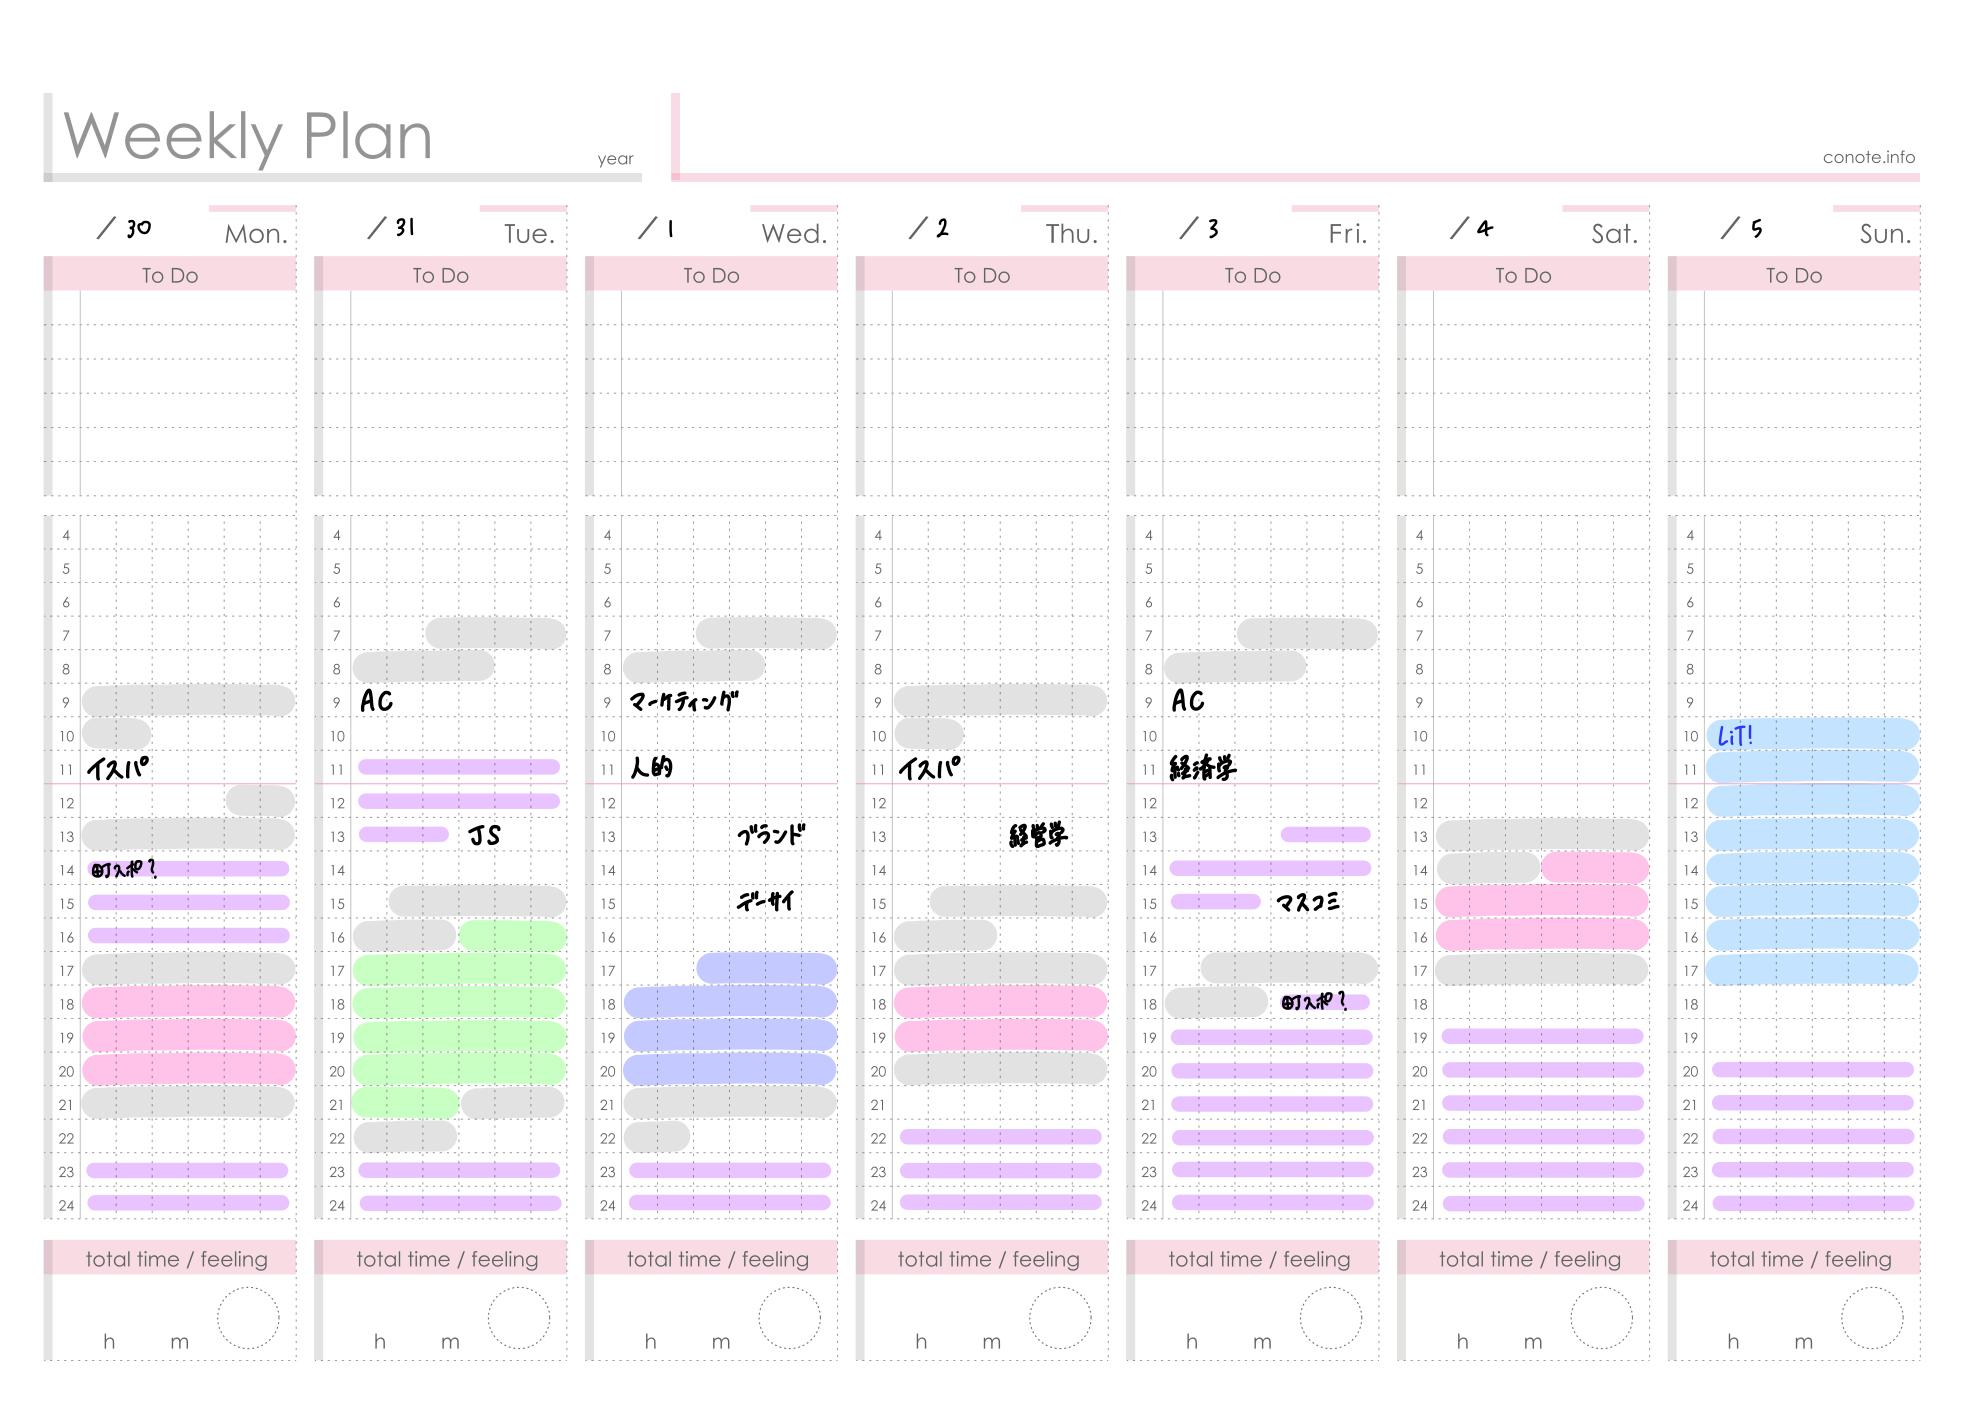 Weekly Plan
year
conote.info
/ 30 Mon.
/ 31 Tue.
/ 1 Wed.
/ 2 Thu.
/ 3 Fri.
/ 4 Sat.
/ 5 Sun.
To Do To Do To Do To Do To Do To Do To Do
4 4 4 4 4 4 4
5 5 5 5 5 5 5
6 6 6 6 6 6 6
7 7 7 7 7 7 7
8 8 8 8 8 8 8
9 9 AC 9 マーケティング 9 9 AC 9 9
10 10 10 10 10 10 10 LiT!
11 イスパ 11 11 人的 11 イスパ 11 経済学 11 11
12 12 12 12 12 12 12
13 13 JS 13 ブランド 13 経営学 13 13 13
14 町スポ? 14 14 14 14 14 14
15 15 15 データサイ 15 15 マスコミ 15 15
16 16 16 16 16 16 16
17 17 17 17 17 17 17
18 18 18 18 18 町スポ? 18 18
19 19 19 19 19 19 19
20 20 20 20 20 20 20
21 21 21 21 21 21 21
22 22 22 22 22 22 22
23 23 23 23 23 23 23
24 24 24 24 24 24 24
total time / feeling total time / feeling total time / feeling total time / feeling total time / feeling total time / feeling total time / feeling
h m h m h m h m h m h m h m